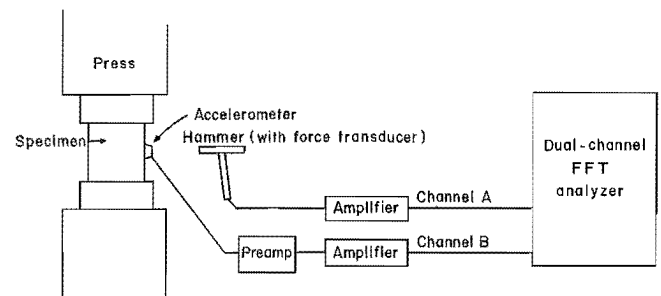 Press
Accelerometer
Hammer (with force transducer)
Specimen
Dual-channel
FFT
analyzer
Amplifier
Channel A
Preamp
Amplifier
Channel B